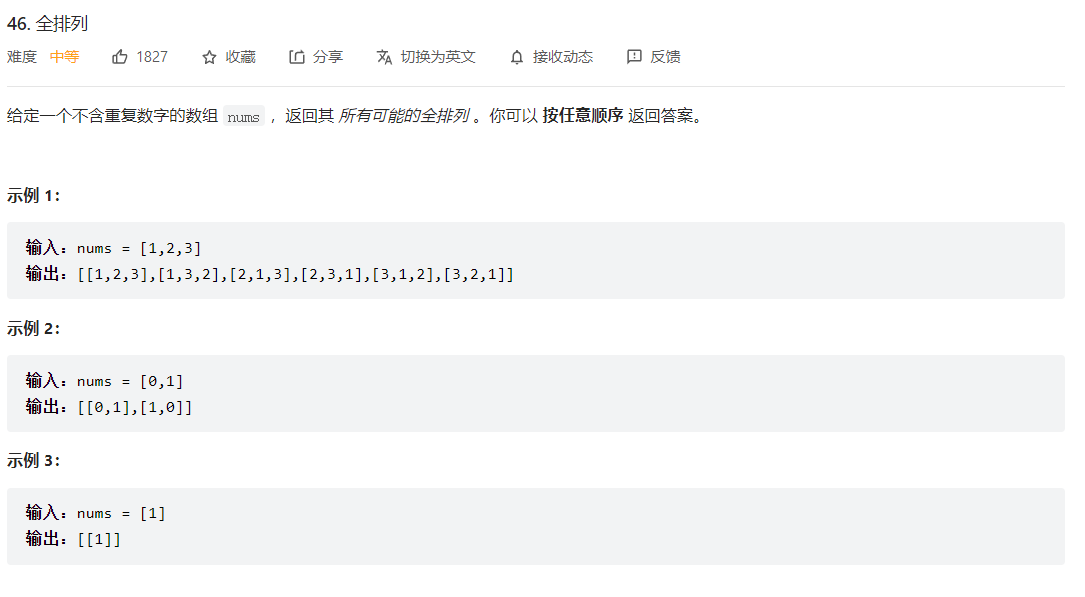 46. 全排列
难度 中等 1827 收藏 分享 切换为英文 接收动态 反馈
给定一个不含重复数字的数组 nums ，返回其 所有可能的全排列 。你可以 按任意顺序 返回答案。
示例 1：
输入：nums = [1,2,3]
输出：[[1,2,3],[1,3,2],[2,1,3],[2,3,1],[3,1,2],[3,2,1]]
示例 2：
输入：nums = [0,1]
输出：[[0,1],[1,0]]
示例 3：
输入：nums = [1]
输出：[[1]]